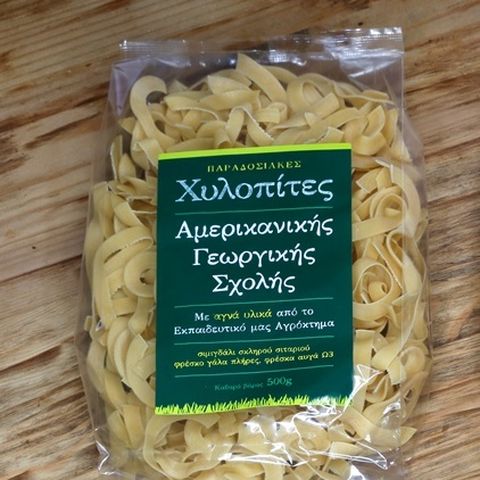 ΠΑΡΑΔΟΣΙΑΚΕΣ
Χυλοπίτες
Αμερικανικής
Γεωργικής
Σχολής
Με αγνά υλικά από το
Εκπαιδευτικό μας Αγρόκτημα
σιμιγδάλι σκληρού σιταριού
φρέσκο γάλα πλήρες, φρέσκα αυγά Ω3
Καθαρό βάρος 500g